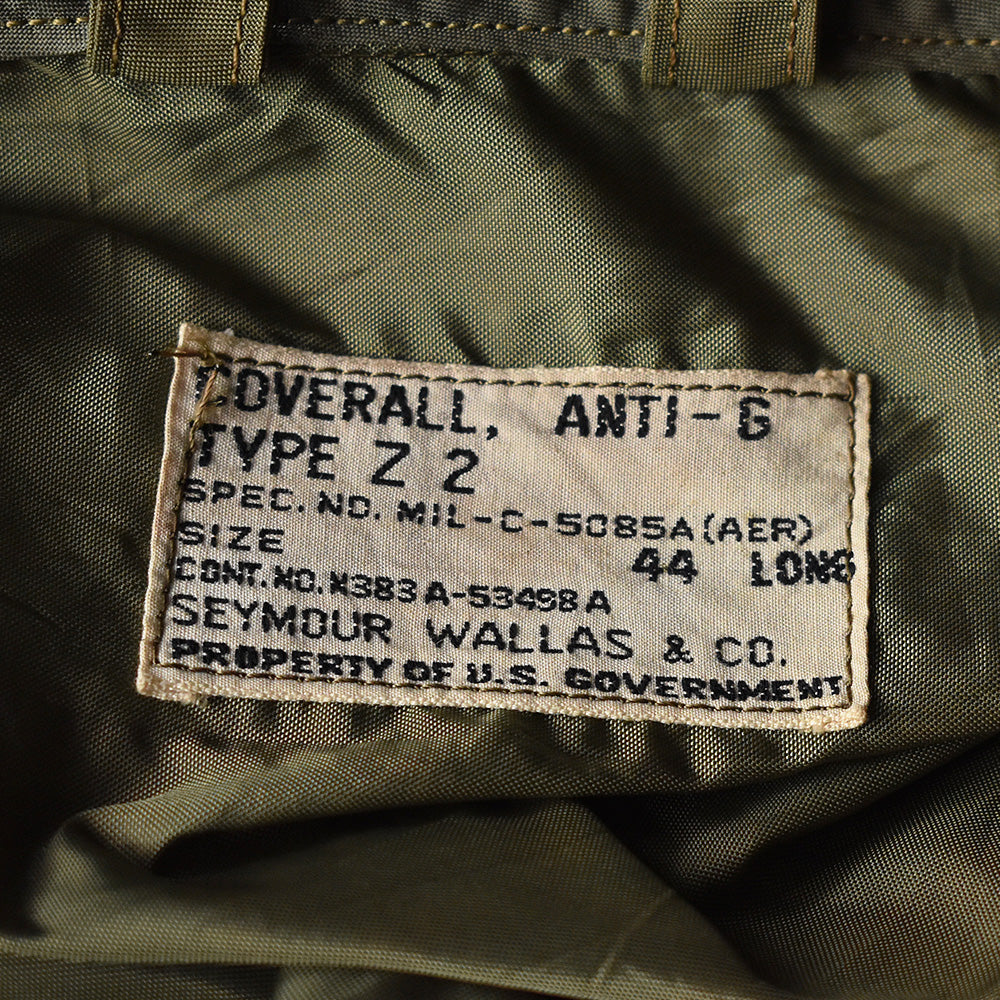 COVERALL, ANTI-G
TYPE Z 2
SPEC. NO. MIL-C-5085A (AER)
SIZE 44 LONG
CONT. NO. N383A-53498A
SEYMOUR WALLAS & CO.
PROPERTY OF U.S. GOVERNMENT